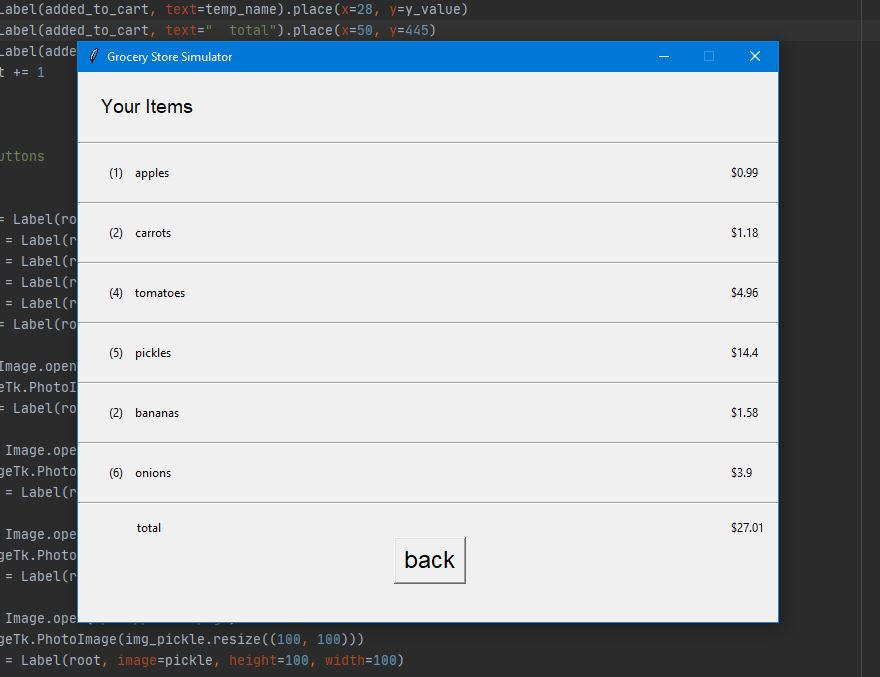 Label(added_to_cart, text=temp_name).place(x=28, y=y_value)
Label(added_to_cart, text="  total").place(x=50, y=445)
Label(adde
t += 1
Grocery Store Simulator
Your Items
(1) apples $0.99
(2) carrots $1.18
(4) tomatoes $4.96
(5) pickles $14.4
(2) bananas $1.58
(6) onions $3.9
total $27.01
back
uttons
= Label(ro
= Label(r
= Label(r
= Label(r
= Label(r
= Label(ro
Image.open
geTk.PhotoI
= Label(ro
Image.ope
geTk.Photo
= Label(r
Image.ope
geTk.Photo
= Label(r
Image.open(
geTk.PhotoImage(img_pickle.resize((100, 100)))
= Label(root, image=pickle, height=100, width=100)